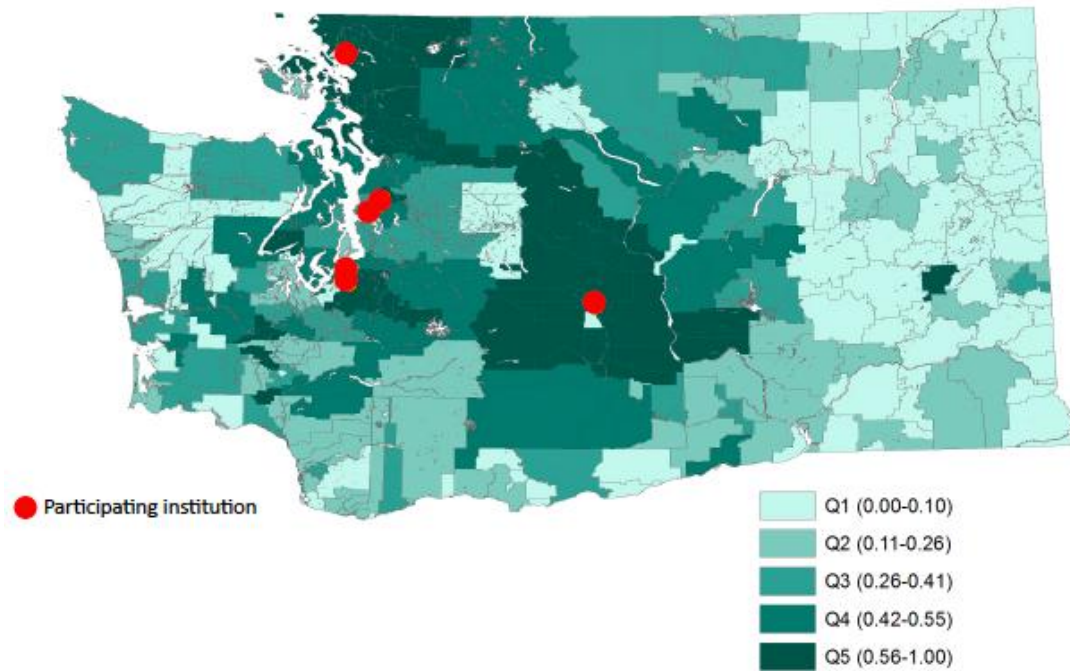 Participating institution
Q1 (0.00-0.10)
Q2 (0.11-0.26)
Q3 (0.26-0.41)
Q4 (0.42-0.55)
Q5 (0.56-1.00)